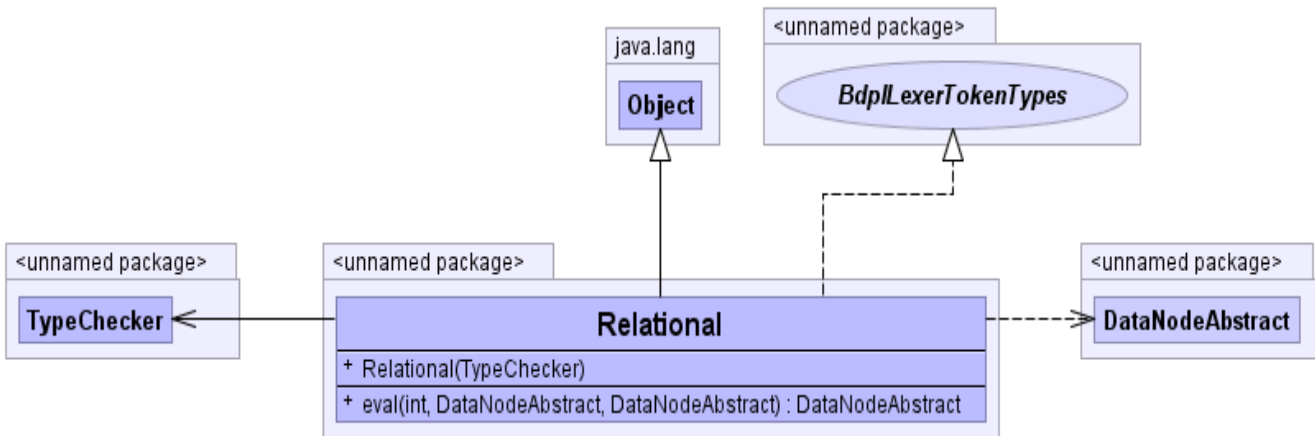 <unnamed package>
java.lang
BdplLexerTokenTypes
Object
<unnamed package>
<unnamed package>
<unnamed package>
TypeChecker
Relational
DataNodeAbstract
+ Relational(TypeChecker)
+ eval(int, DataNodeAbstract, DataNodeAbstract) : DataNodeAbstract